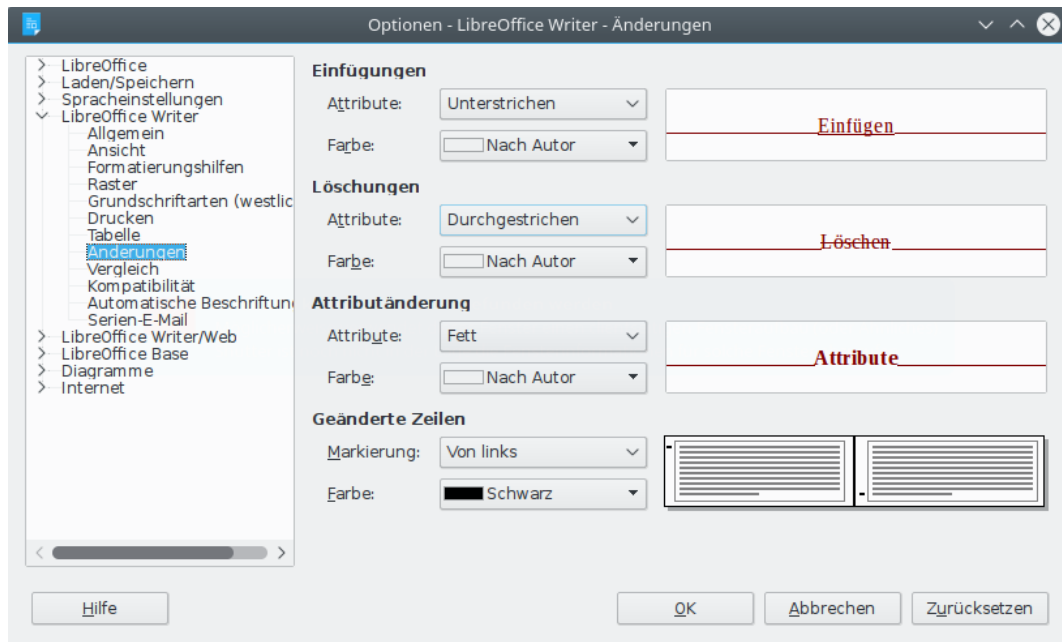 Optionen - LibreOffice Writer - Änderungen
LibreOffice
Laden/Speichern
Spracheinstellungen
LibreOffice Writer
Allgemein
Ansicht
Formatierungshilfen
Raster
Grundschriftarten (westlic
Drucken
Tabelle
Änderungen
Vergleich
Kompatibilität
Automatische Beschriftun
Serien-E-Mail
LibreOffice Writer/Web
LibreOffice Base
Diagramme
Internet
Einfügungen
Attribute: Unterstrichen
Farbe: Nach Autor
Einfügen
Löschungen
Attribute: Durchgestrichen
Farbe: Nach Autor
Löschen
Attributänderung
Attribute: Fett
Farbe: Nach Autor
Attribute
Geänderte Zeilen
Markierung: Von links
Farbe: Schwarz
Hilfe
OK
Abbrechen
Zurücksetzen